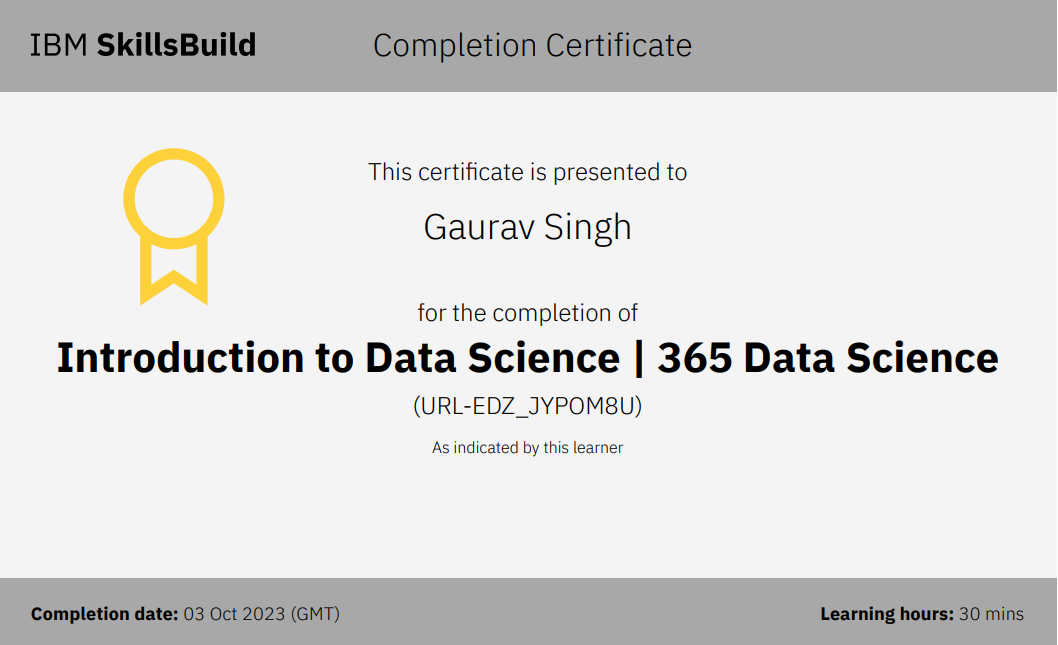 IBM SkillsBuild
Completion Certificate
This certificate is presented to
Gaurav Singh
for the completion of
Introduction to Data Science | 365 Data Science
(URL-EDZ_JYPOM8U)
As indicated by this learner
Completion date: 03 Oct 2023 (GMT)
Learning hours: 30 mins